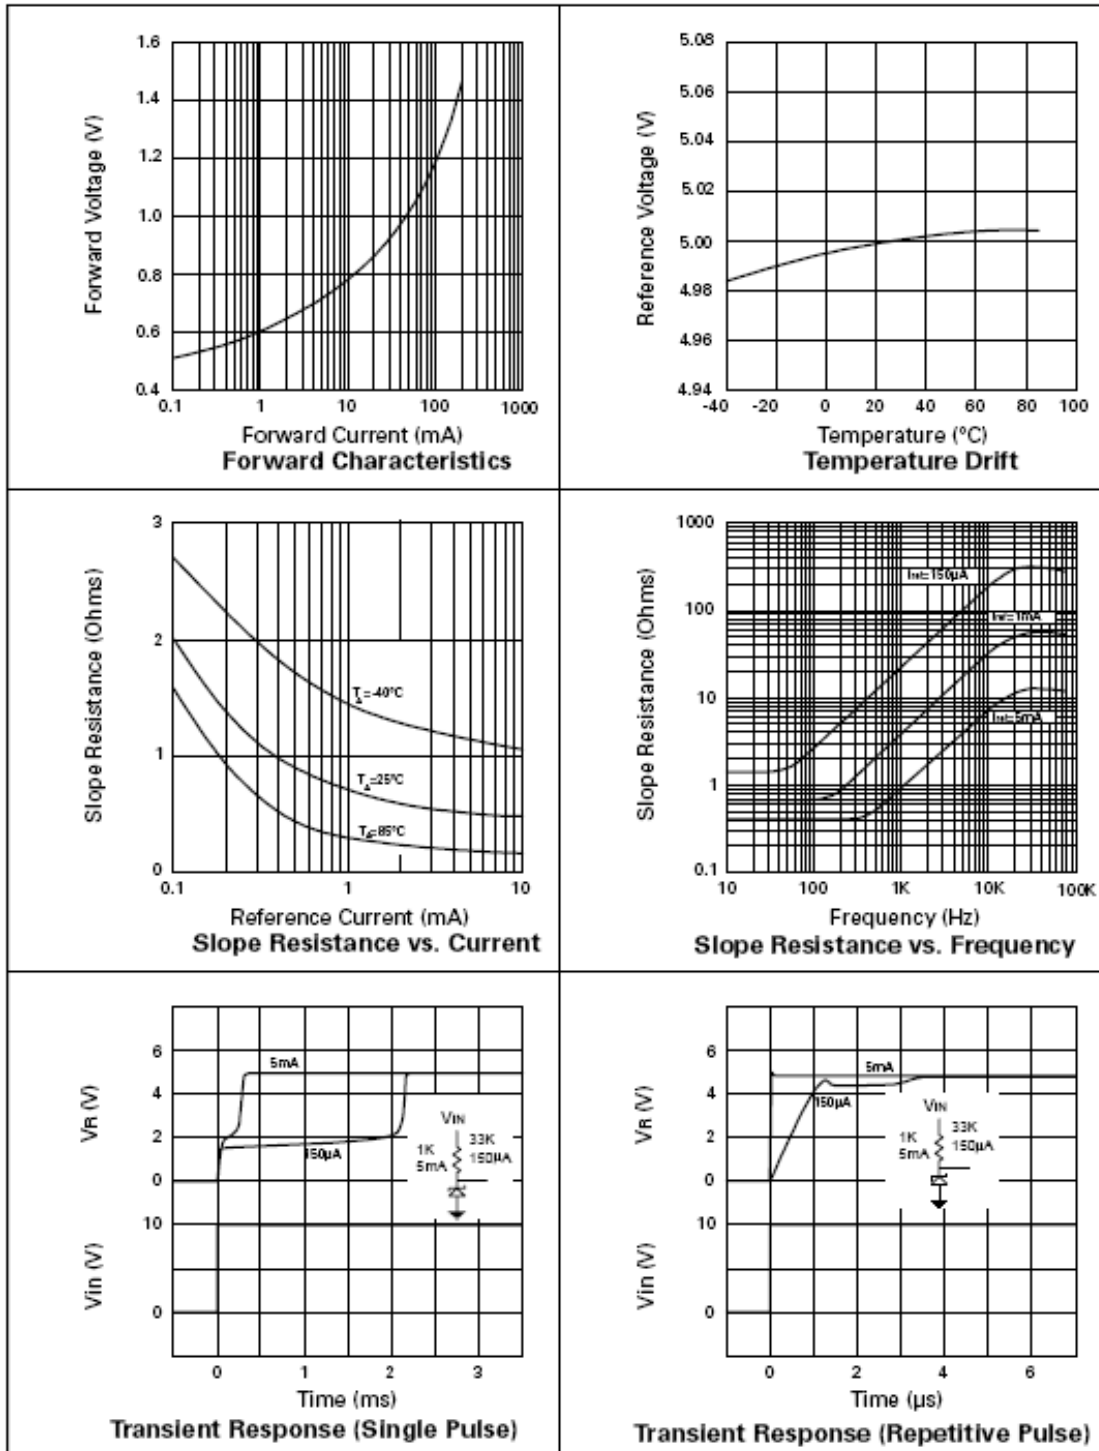 1.6
1.4
1.2
1.0
0.8
0.6
0.4
Forward Voltage (V)
0.1 1 10 100 1000
Forward Current (mA)
Forward Characteristics
5.08
5.06
5.04
5.02
5.00
4.98
4.96
4.94
Reference Voltage (V)
-40 -20 0 20 40 60 80 100
Temperature (ºC)
Temperature Drift
3
2
1
0
Slope Resistance (Ohms)
T =-40ºC
T =25ºC
T =85ºC
0.1 1 10
Reference Current (mA)
Slope Resistance vs. Current
1000
100
10
1
0.1
Slope Resistance (Ohms)
Iref=150µA
Iref=1mA
Iref=5mA
10 100 1K 10K 100K
Frequency (Hz)
Slope Resistance vs. Frequency
6
4
2
0
10
0
VR (V)
Vin (V)
5mA
150µA
VIN
1K 33K
5mA 150µA
0 1 2 3
Time (ms)
Transient Response (Single Pulse)
6
4
2
0
10
0
VR (V)
Vin (V)
5mA
150µA
VIN
1K 33K
5mA 150µA
0 2 4 6
Time (µs)
Transient Response (Repetitive Pulse)